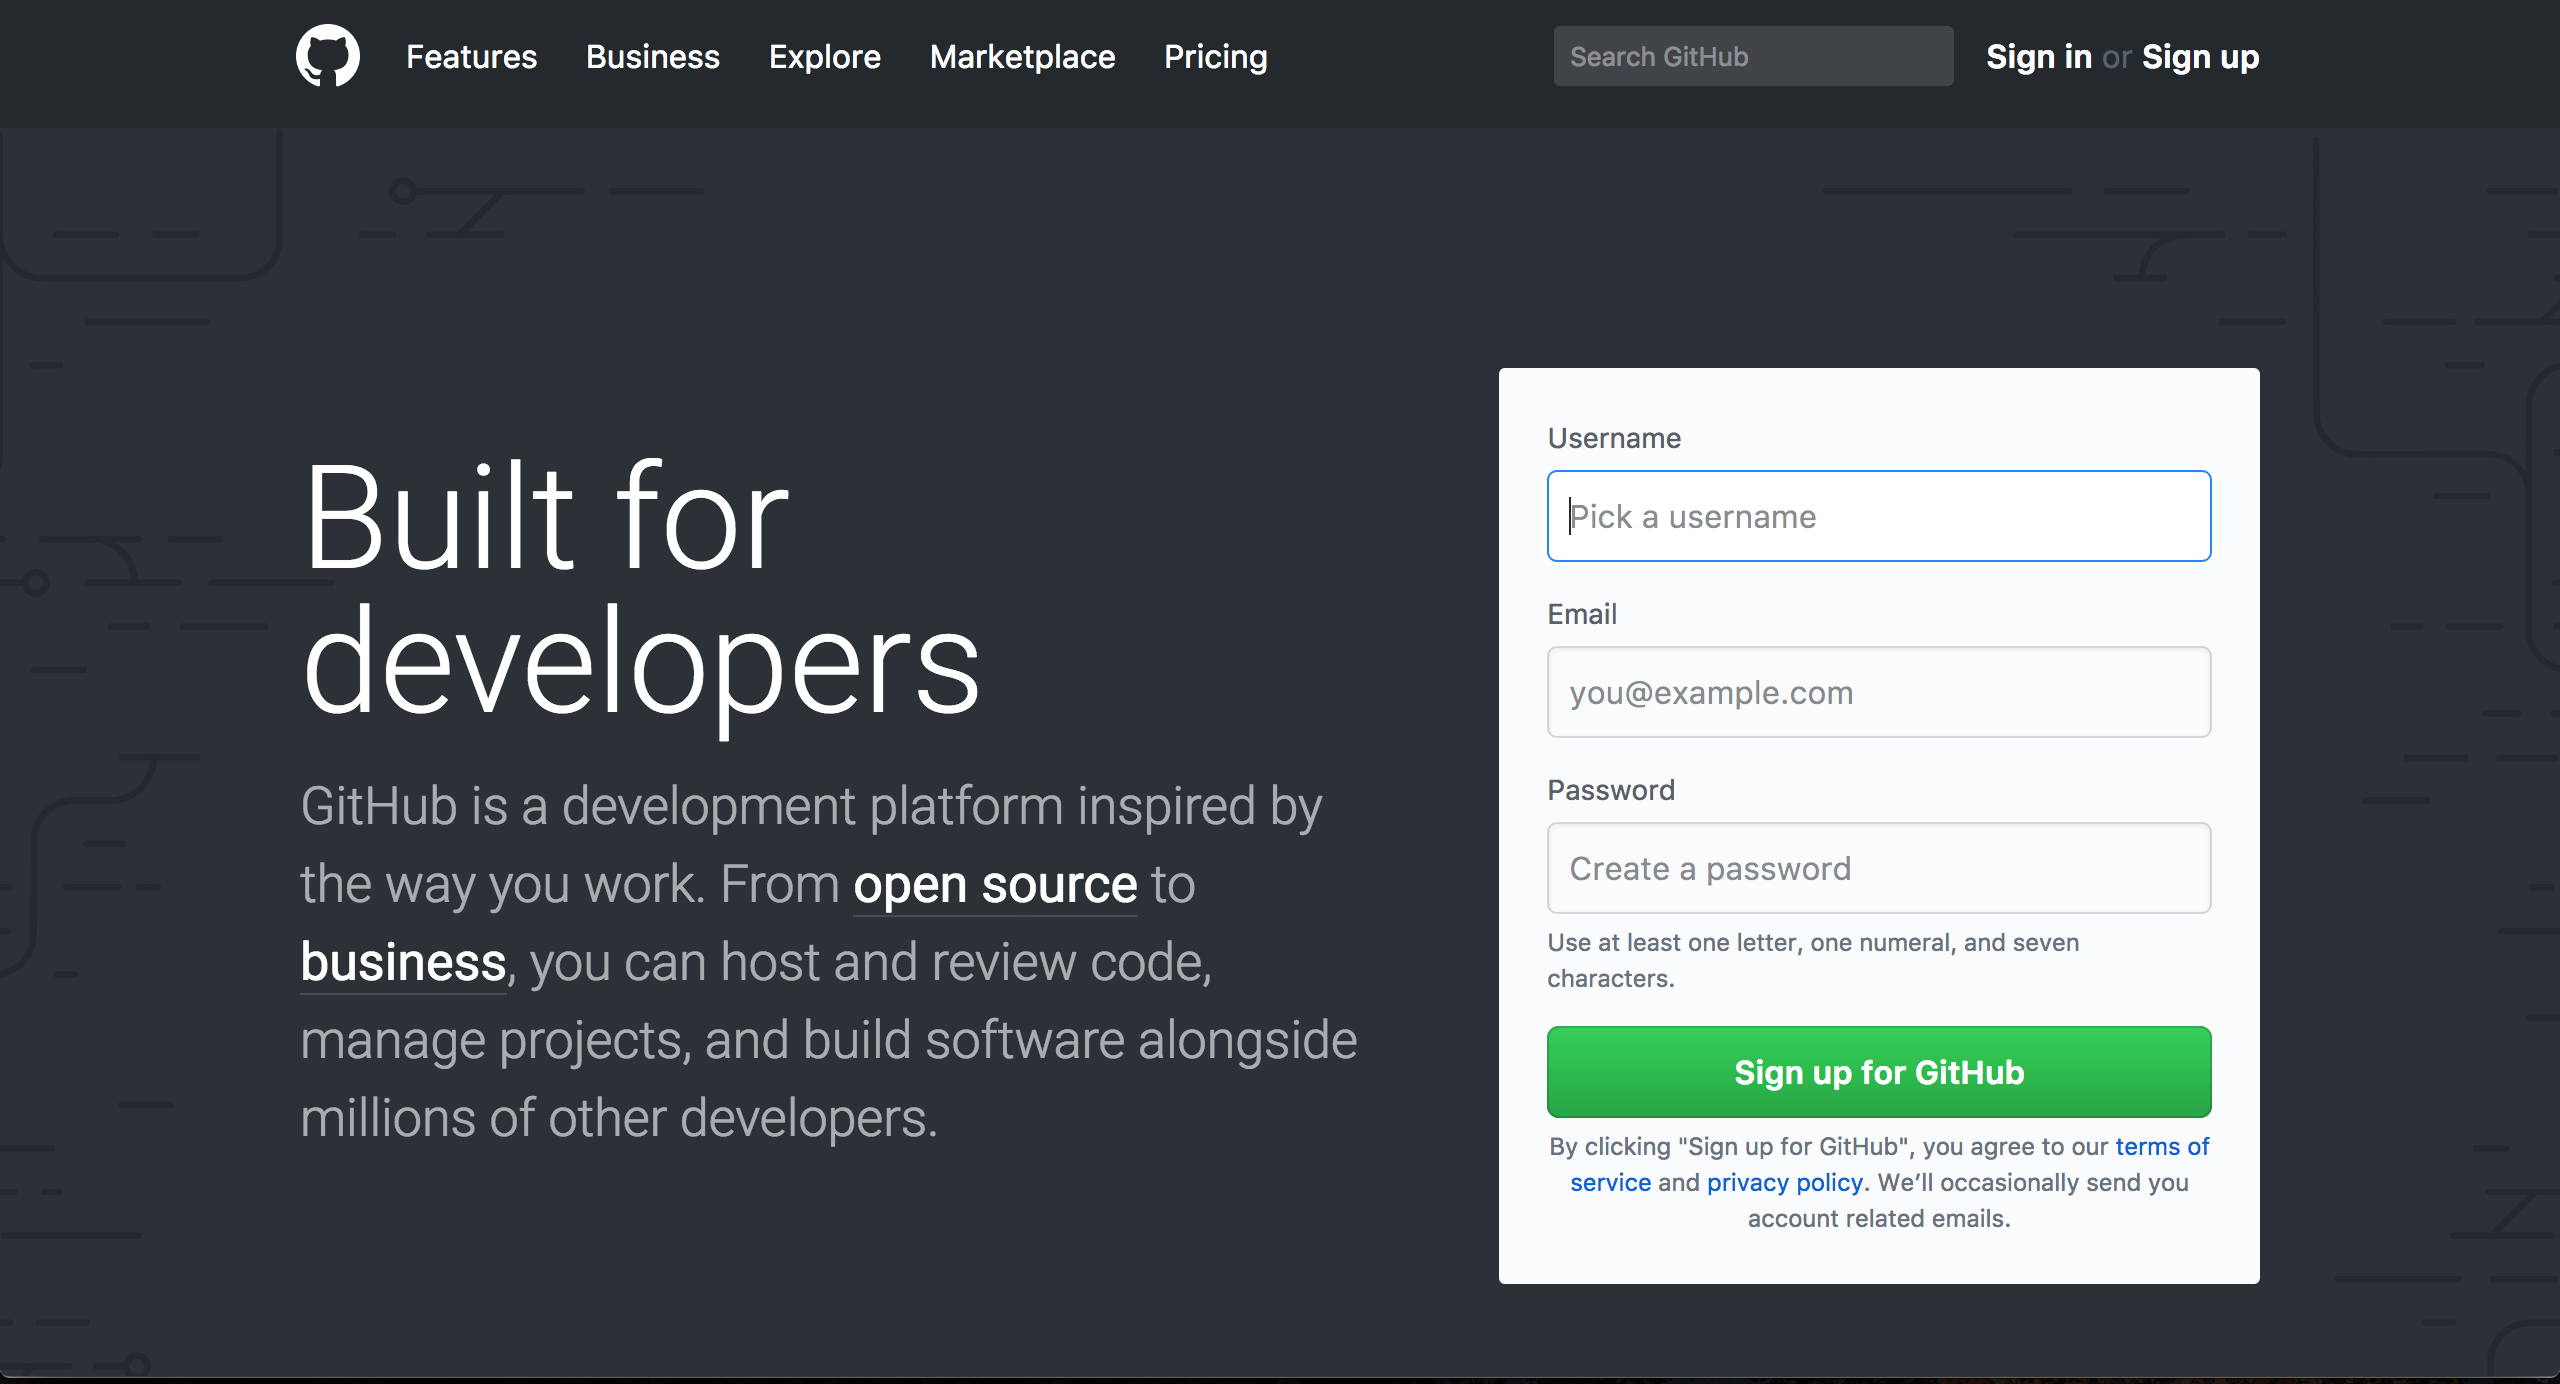 Features Business Explore Marketplace Pricing Search GitHub Sign in or Sign up
Built for
developers
GitHub is a development platform inspired by
the way you work. From open source to
business, you can host and review code,
manage projects, and build software alongside
millions of other developers.
Username
Pick a username
Email
you@example.com
Password
Create a password
Use at least one letter, one numeral, and seven
characters.
Sign up for GitHub
By clicking "Sign up for GitHub", you agree to our terms of
service and privacy policy. We’ll occasionally send you
account related emails.